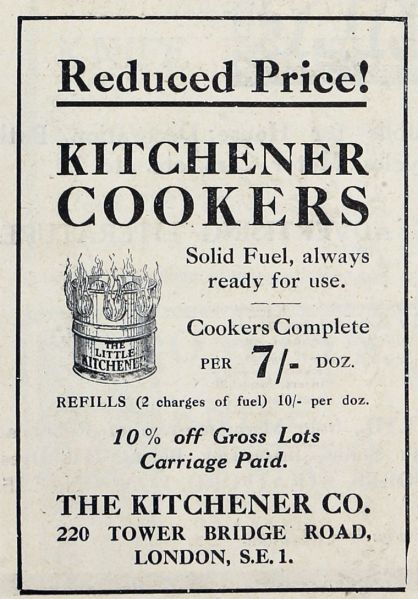 Reduced Price!
KITCHENER
COOKERS
Solid Fuel, always
ready for use.
THE
LITTLE
KITCHENER
Cookers Complete
PER 7/- DOZ.
REFILLS (2 charges of fuel) 10/- per doz.
10% off Gross Lots
Carriage Paid.
THE KITCHENER CO.
220 TOWER BRIDGE ROAD,
LONDON, S.E.1.